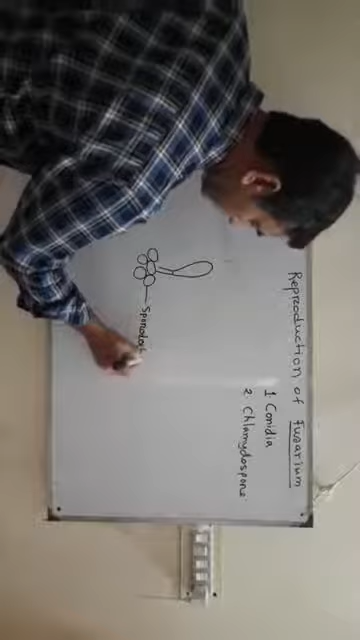 Reproduction of fusarium
1. Conidia
2. Chlamydospore.